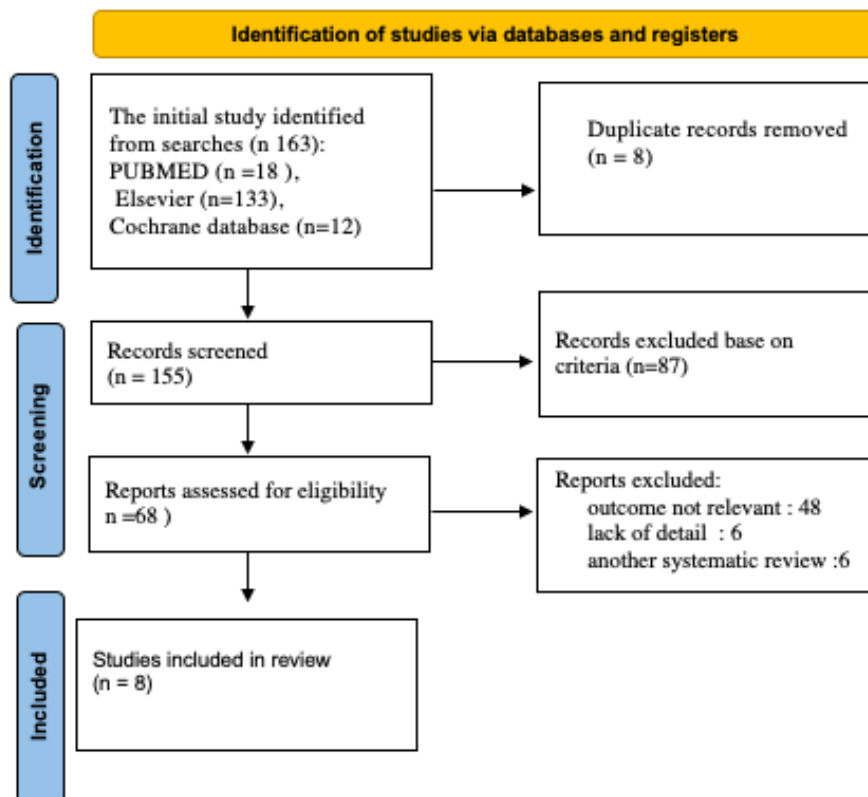 Identification of studies via databases and registers
Identification
The initial study identified
from searches (n 163):
PUBMED (n =18 ),
Elsevier (n=133),
Cochrane database (n=12)
Duplicate records removed
(n = 8)
Screening
Records screened
(n = 155)
Records excluded base on
criteria (n=87)
Reports assessed for eligibility
n =68 )
Reports excluded:
outcome not relevant : 48
lack of detail : 6
another systematic review :6
Included
Studies included in review
(n = 8)